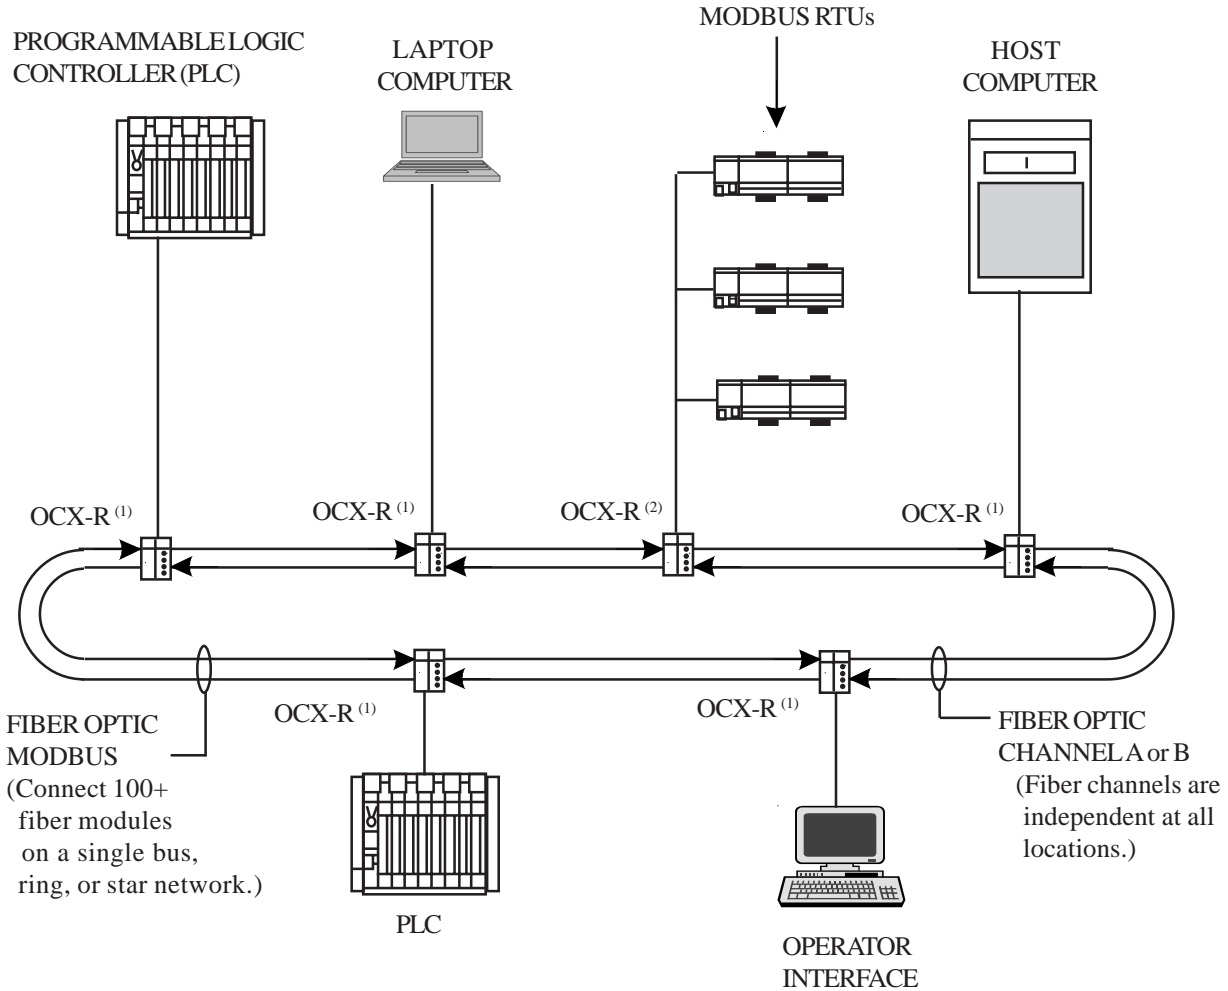 PROGRAMMABLE LOGIC
CONTROLLER (PLC)
LAPTOP
COMPUTER
MODBUS RTUs
HOST
COMPUTER
OCX-R (1)
OCX-R (1)
OCX-R (2)
OCX-R (1)
OCX-R (1)
OCX-R (1)
FIBER OPTIC
MODBUS
(Connect 100+
fiber modules
on a single bus,
ring, or star network.)
FIBER OPTIC
CHANNEL A or B
(Fiber channels are
independent at all
locations.)
PLC
OPERATOR
INTERFACE